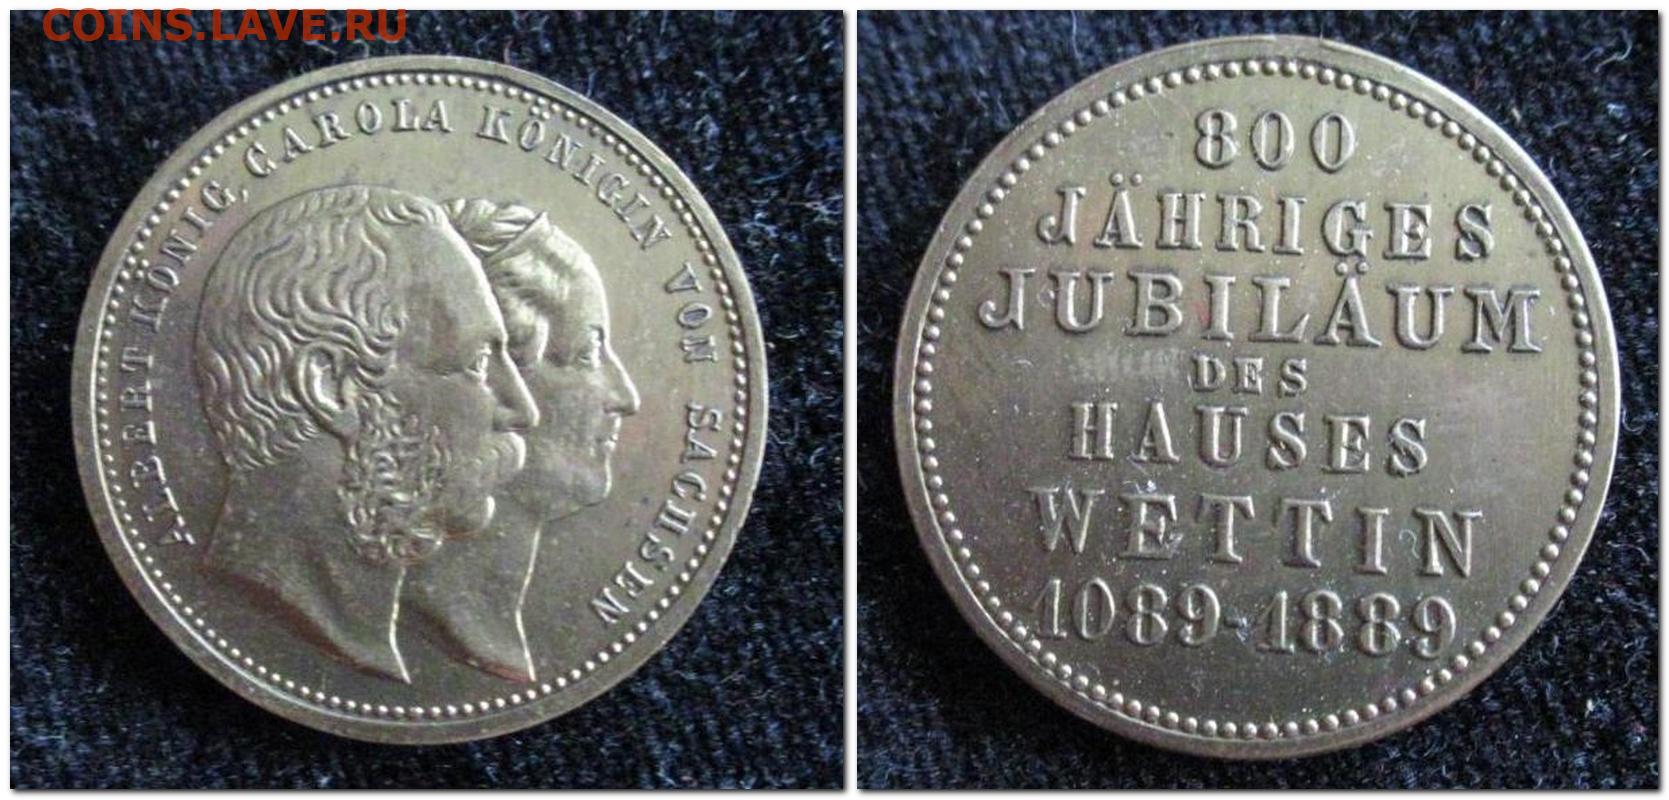 COINS.LAVE.RU
ALBERT KÖNIG, CAROLA KÖNIGIN VON SACHSEN
800
JÄHRIGES
JUBILÄUM
DES
HAUSES
WETTIN
1089-1889